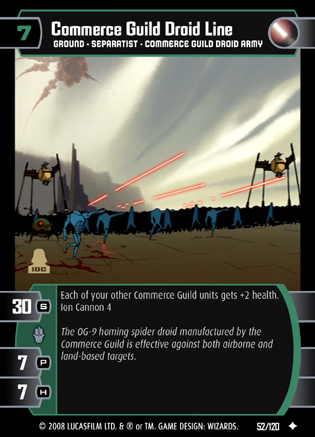 7
Commerce Guild Droid Line
GROUND - SEPARATIST - COMMERCE GUILD DROID ARMY
IDC
30 S
Each of your other Commerce Guild units gets +2 health.
Ion Cannon 4
The OG-9 homing spider droid manufactured by the
Commerce Guild is effective against both airborne and
land-based targets.
7 P
7 H
© 2008 LUCASFILM LTD. & ® or TM. GAME DESIGN: WIZARDS.
52/120